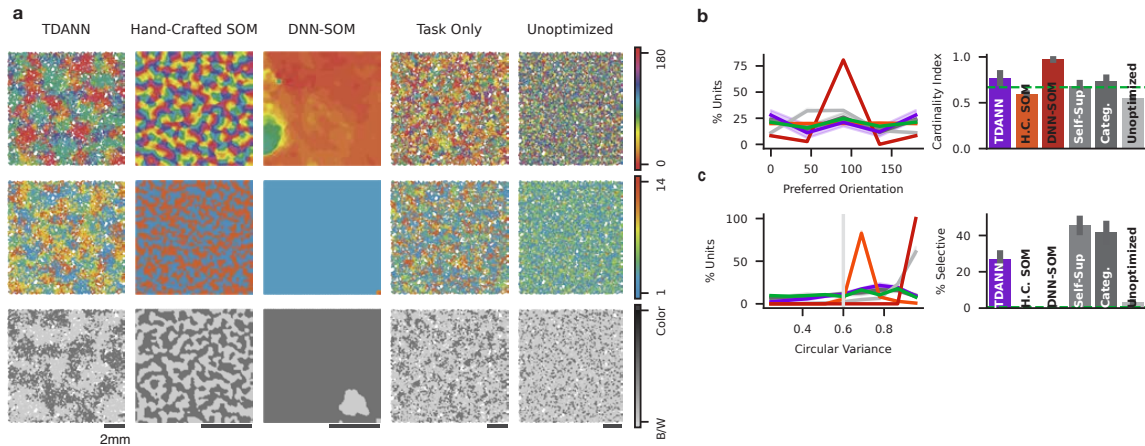 a
TDANN Hand-Crafted SOM DNN-SOM Task Only Unoptimized
180
0
14
1
Color
B/W
2mm
b
75
50
25
0
% Units
0 50 100 150
Preferred Orientation
1.0
0.5
0.0
Cardinality Index
TDANN
H.C. SOM
DNN-SOM
Self-Sup
Categ.
Unoptimized
c
100
50
0
% Units
0.4 0.6 0.8
Circular Variance
40
20
0
% Selective
TDANN
H.C. SOM
DNN-SOM
Self-Sup
Categ.
Unoptimized